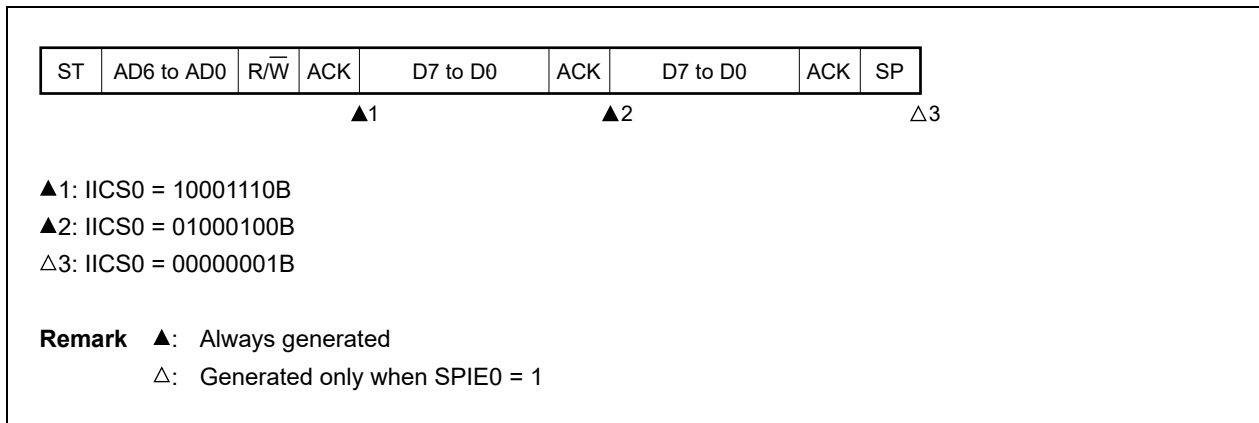 ST AD6 to AD0 R/W̅ ACK D7 to D0 ACK D7 to D0 ACK SP
▲1 ▲2 △3
▲1: IICS0 = 10001110B
▲2: IICS0 = 01000100B
△3: IICS0 = 00000001B
Remark ▲: Always generated
△: Generated only when SPIE0 = 1